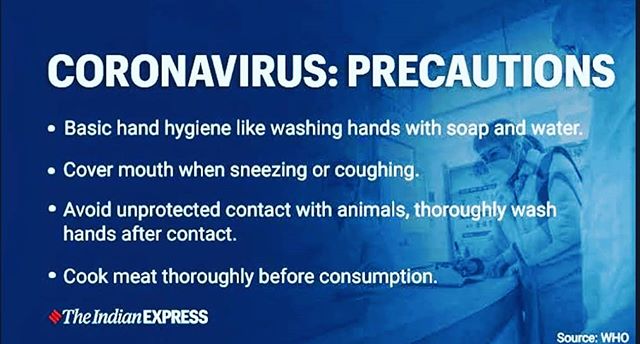 CORONAVIRUS: PRECAUTIONS
• Basic hand hygiene like washing hands with soap and water.
• Cover mouth when sneezing or coughing.
• Avoid unprotected contact with animals, thoroughly wash
hands after contact.
• Cook meat thoroughly before consumption.
The Indian EXPRESS
Source: WHO